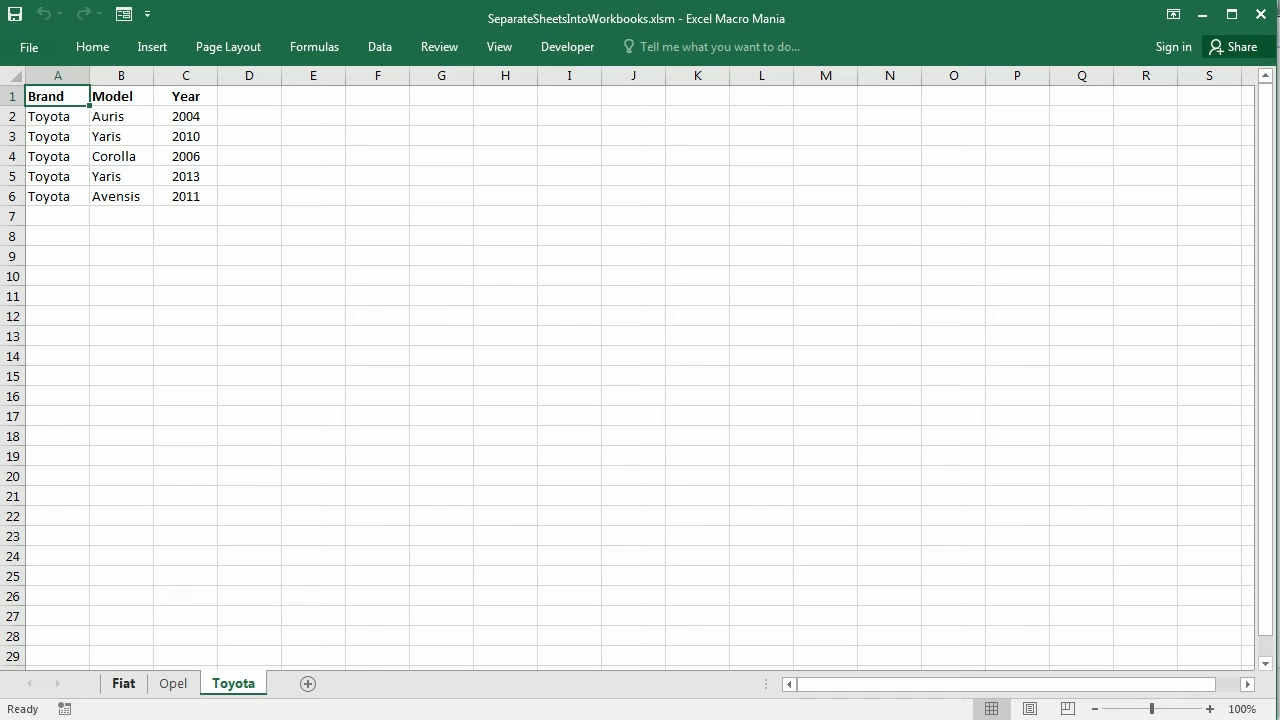 SeparateSheetsIntoWorkbooks.xlsm - Excel Macro Mania
File Home Insert Page Layout Formulas Data Review View Developer Tell me what you want to do... Sign in Share
A B C D E F G H I J K L M N O P Q R S
1 Brand Model Year
2 Toyota Auris 2004
3 Toyota Yaris 2010
4 Toyota Corolla 2006
5 Toyota Yaris 2013
6 Toyota Avensis 2011
7
8
9
10
11
12
13
14
15
16
17
18
19
20
21
22
23
24
25
26
27
28
29
Fiat Opel Toyota
Ready 100%